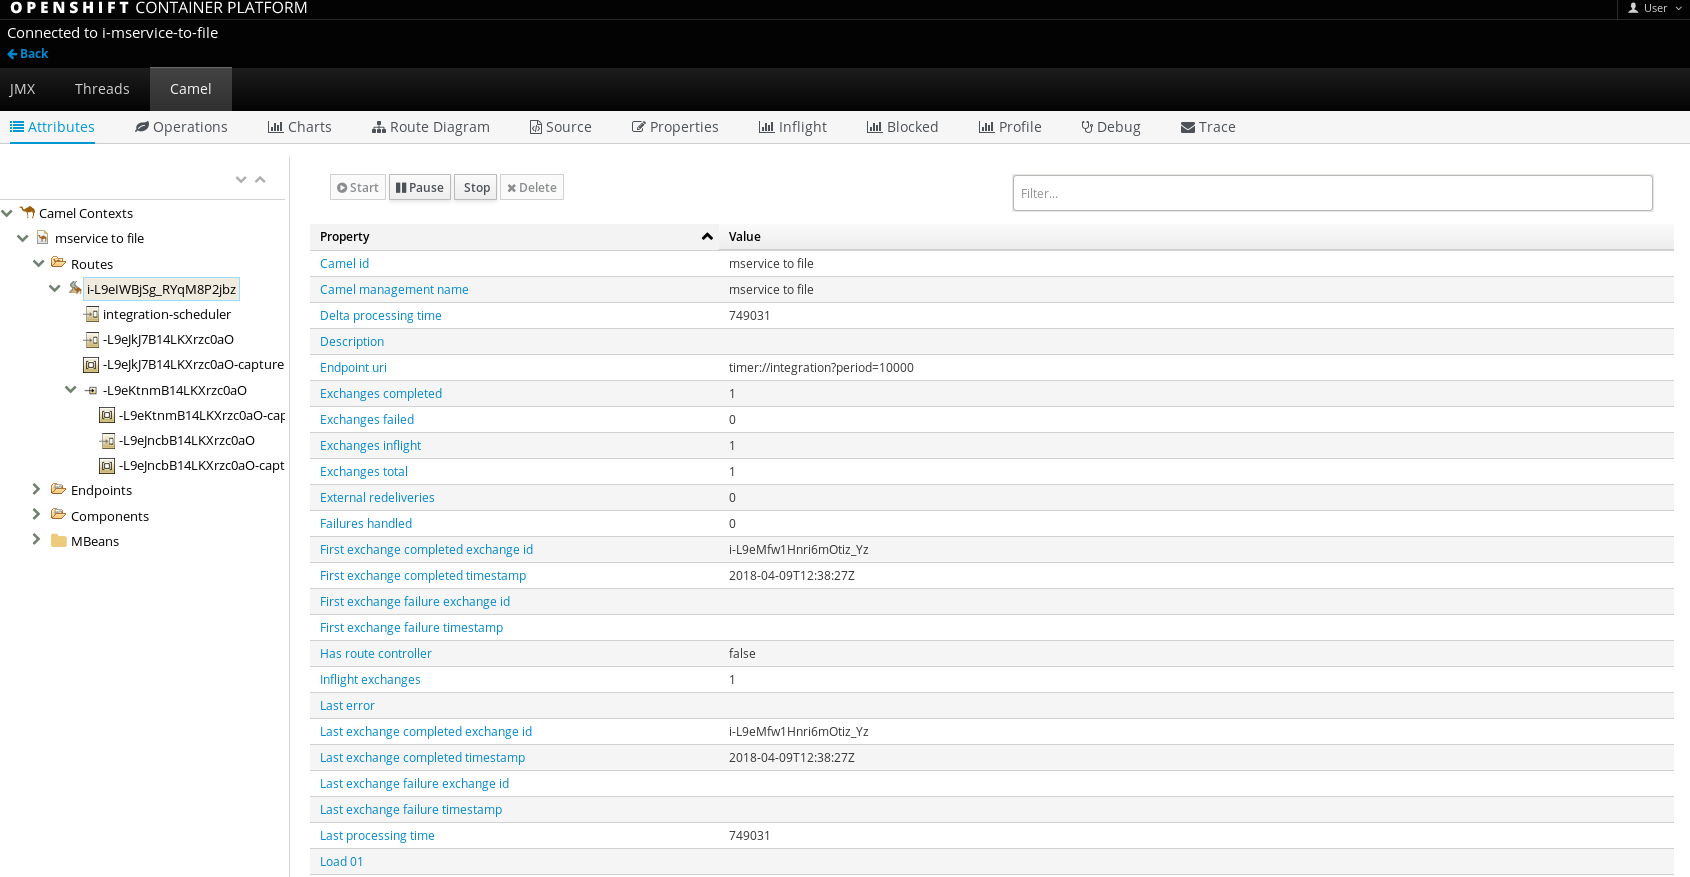 OPENSHIFT CONTAINER PLATFORM
User
Connected to i-mservice-to-file
Back
JMX Threads Camel
Attributes Operations Charts Route Diagram Source Properties Inflight Blocked Profile Debug Trace
Camel Contexts
mservice to file
Routes
i-L9eIWBjSg_RYqM8P2jbz
integration-scheduler
-L9eJkJ7B14LKXrzc0aO
-L9eJkJ7B14LKXrzc0aO-capture
-L9eKtnmB14LKXrzc0aO
-L9eKtnmB14LKXrzc0aO-cap
-L9eJncbB14LKXrzc0aO
-L9eJncbB14LKXrzc0aO-capt
Endpoints
Components
MBeans
Start Pause Stop Delete
Filter...
Property Value
Camel id mservice to file
Camel management name mservice to file
Delta processing time 749031
Description
Endpoint uri timer://integration?period=10000
Exchanges completed 1
Exchanges failed 0
Exchanges inflight 1
Exchanges total 1
External redeliveries 0
Failures handled 0
First exchange completed exchange id i-L9eMfw1Hnri6mOtiz_Yz
First exchange completed timestamp 2018-04-09T12:38:27Z
First exchange failure exchange id
First exchange failure timestamp
Has route controller false
Inflight exchanges 1
Last error
Last exchange completed exchange id i-L9eMfw1Hnri6mOtiz_Yz
Last exchange completed timestamp 2018-04-09T12:38:27Z
Last exchange failure exchange id
Last exchange failure timestamp
Last processing time 749031
Load 01